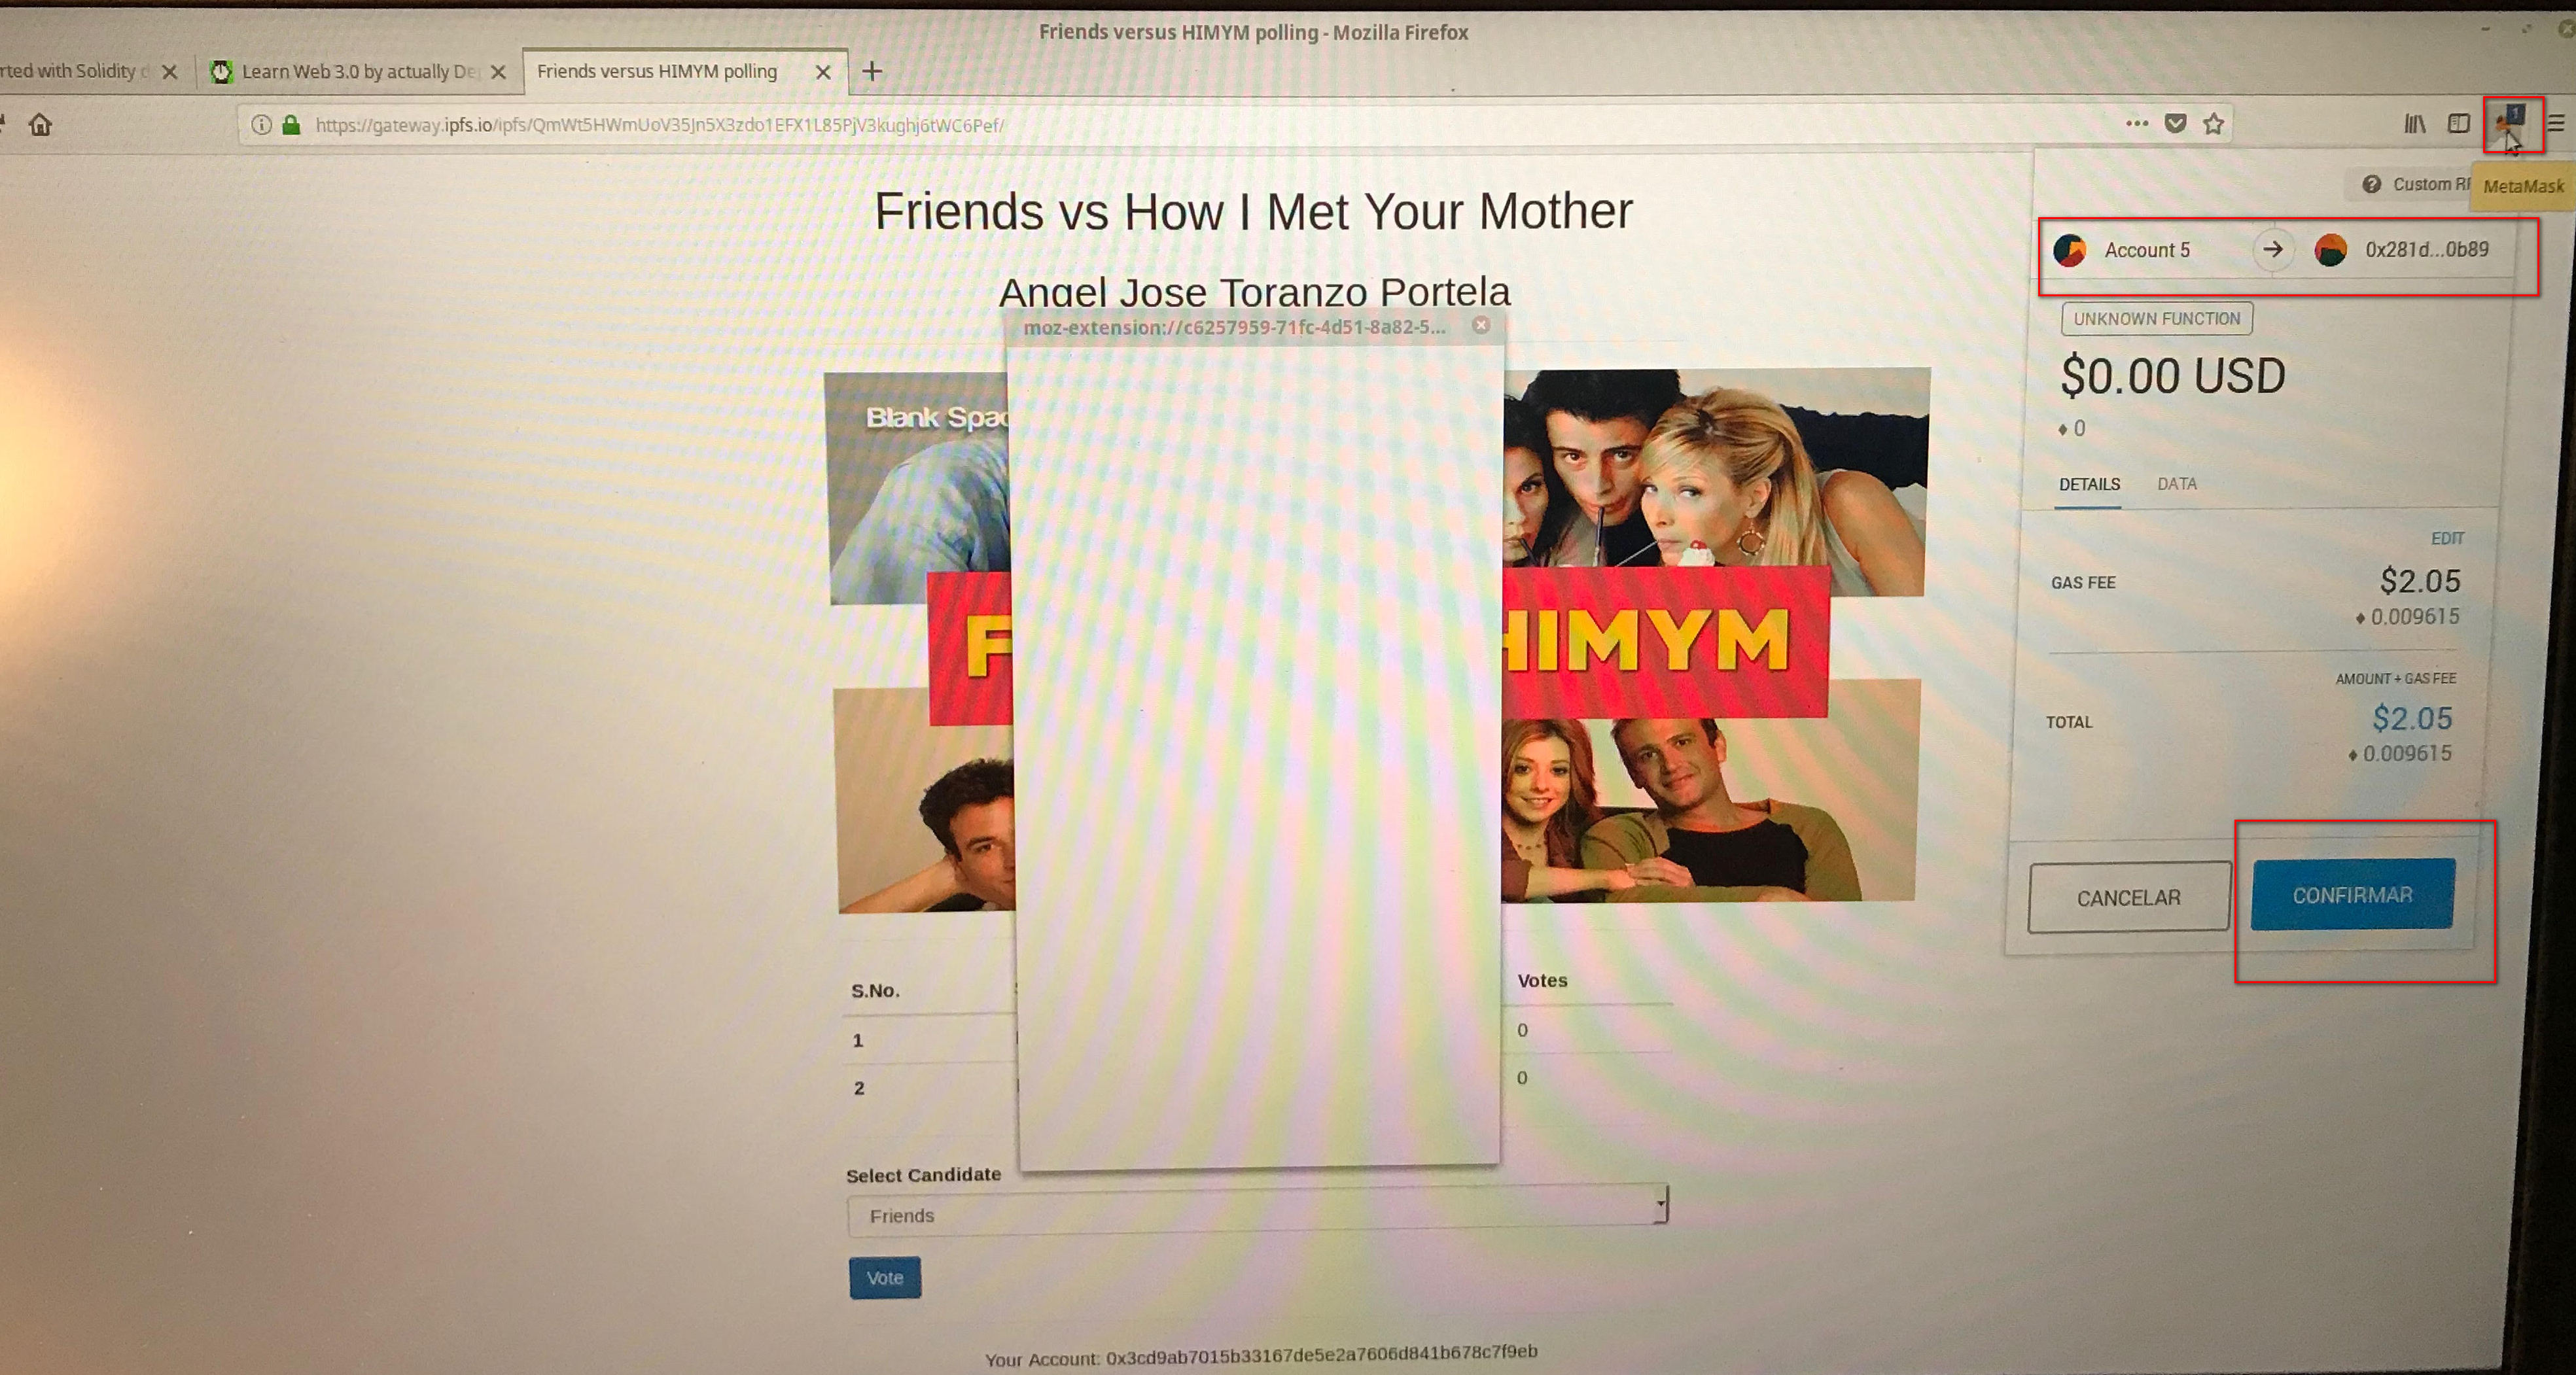 Friends versus HIMYM polling - Mozilla Firefox
rted with Solidity
Learn Web 3.0 by actually De
Friends versus HIMYM polling
https://gateway.ipfs.io/ipfs/QmWt5HWmUoV35Jn5X3zdo1EFX1L85PjV3kughj6tWC6Pef/
1
Custom RP
MetaMask
Friends vs How I Met Your Mother
Angel Jose Toranzo Portela
moz-extension://c6257959-71fc-4d51-8a82-5...
Account 5
0x281d...0b89
UNKNOWN FUNCTION
$0.00 USD
0
DETAILS DATA
EDIT
GAS FEE $2.05
0.009615
AMOUNT + GAS FEE
TOTAL $2.05
0.009615
CANCELAR CONFIRMAR
Blank Spac
F
HIMYM
S.No. Votes
1 0
2 0
Select Candidate
Friends
Vote
Your Account: 0x3cd9ab7015b33167de5e2a7606d841b678c7f9eb